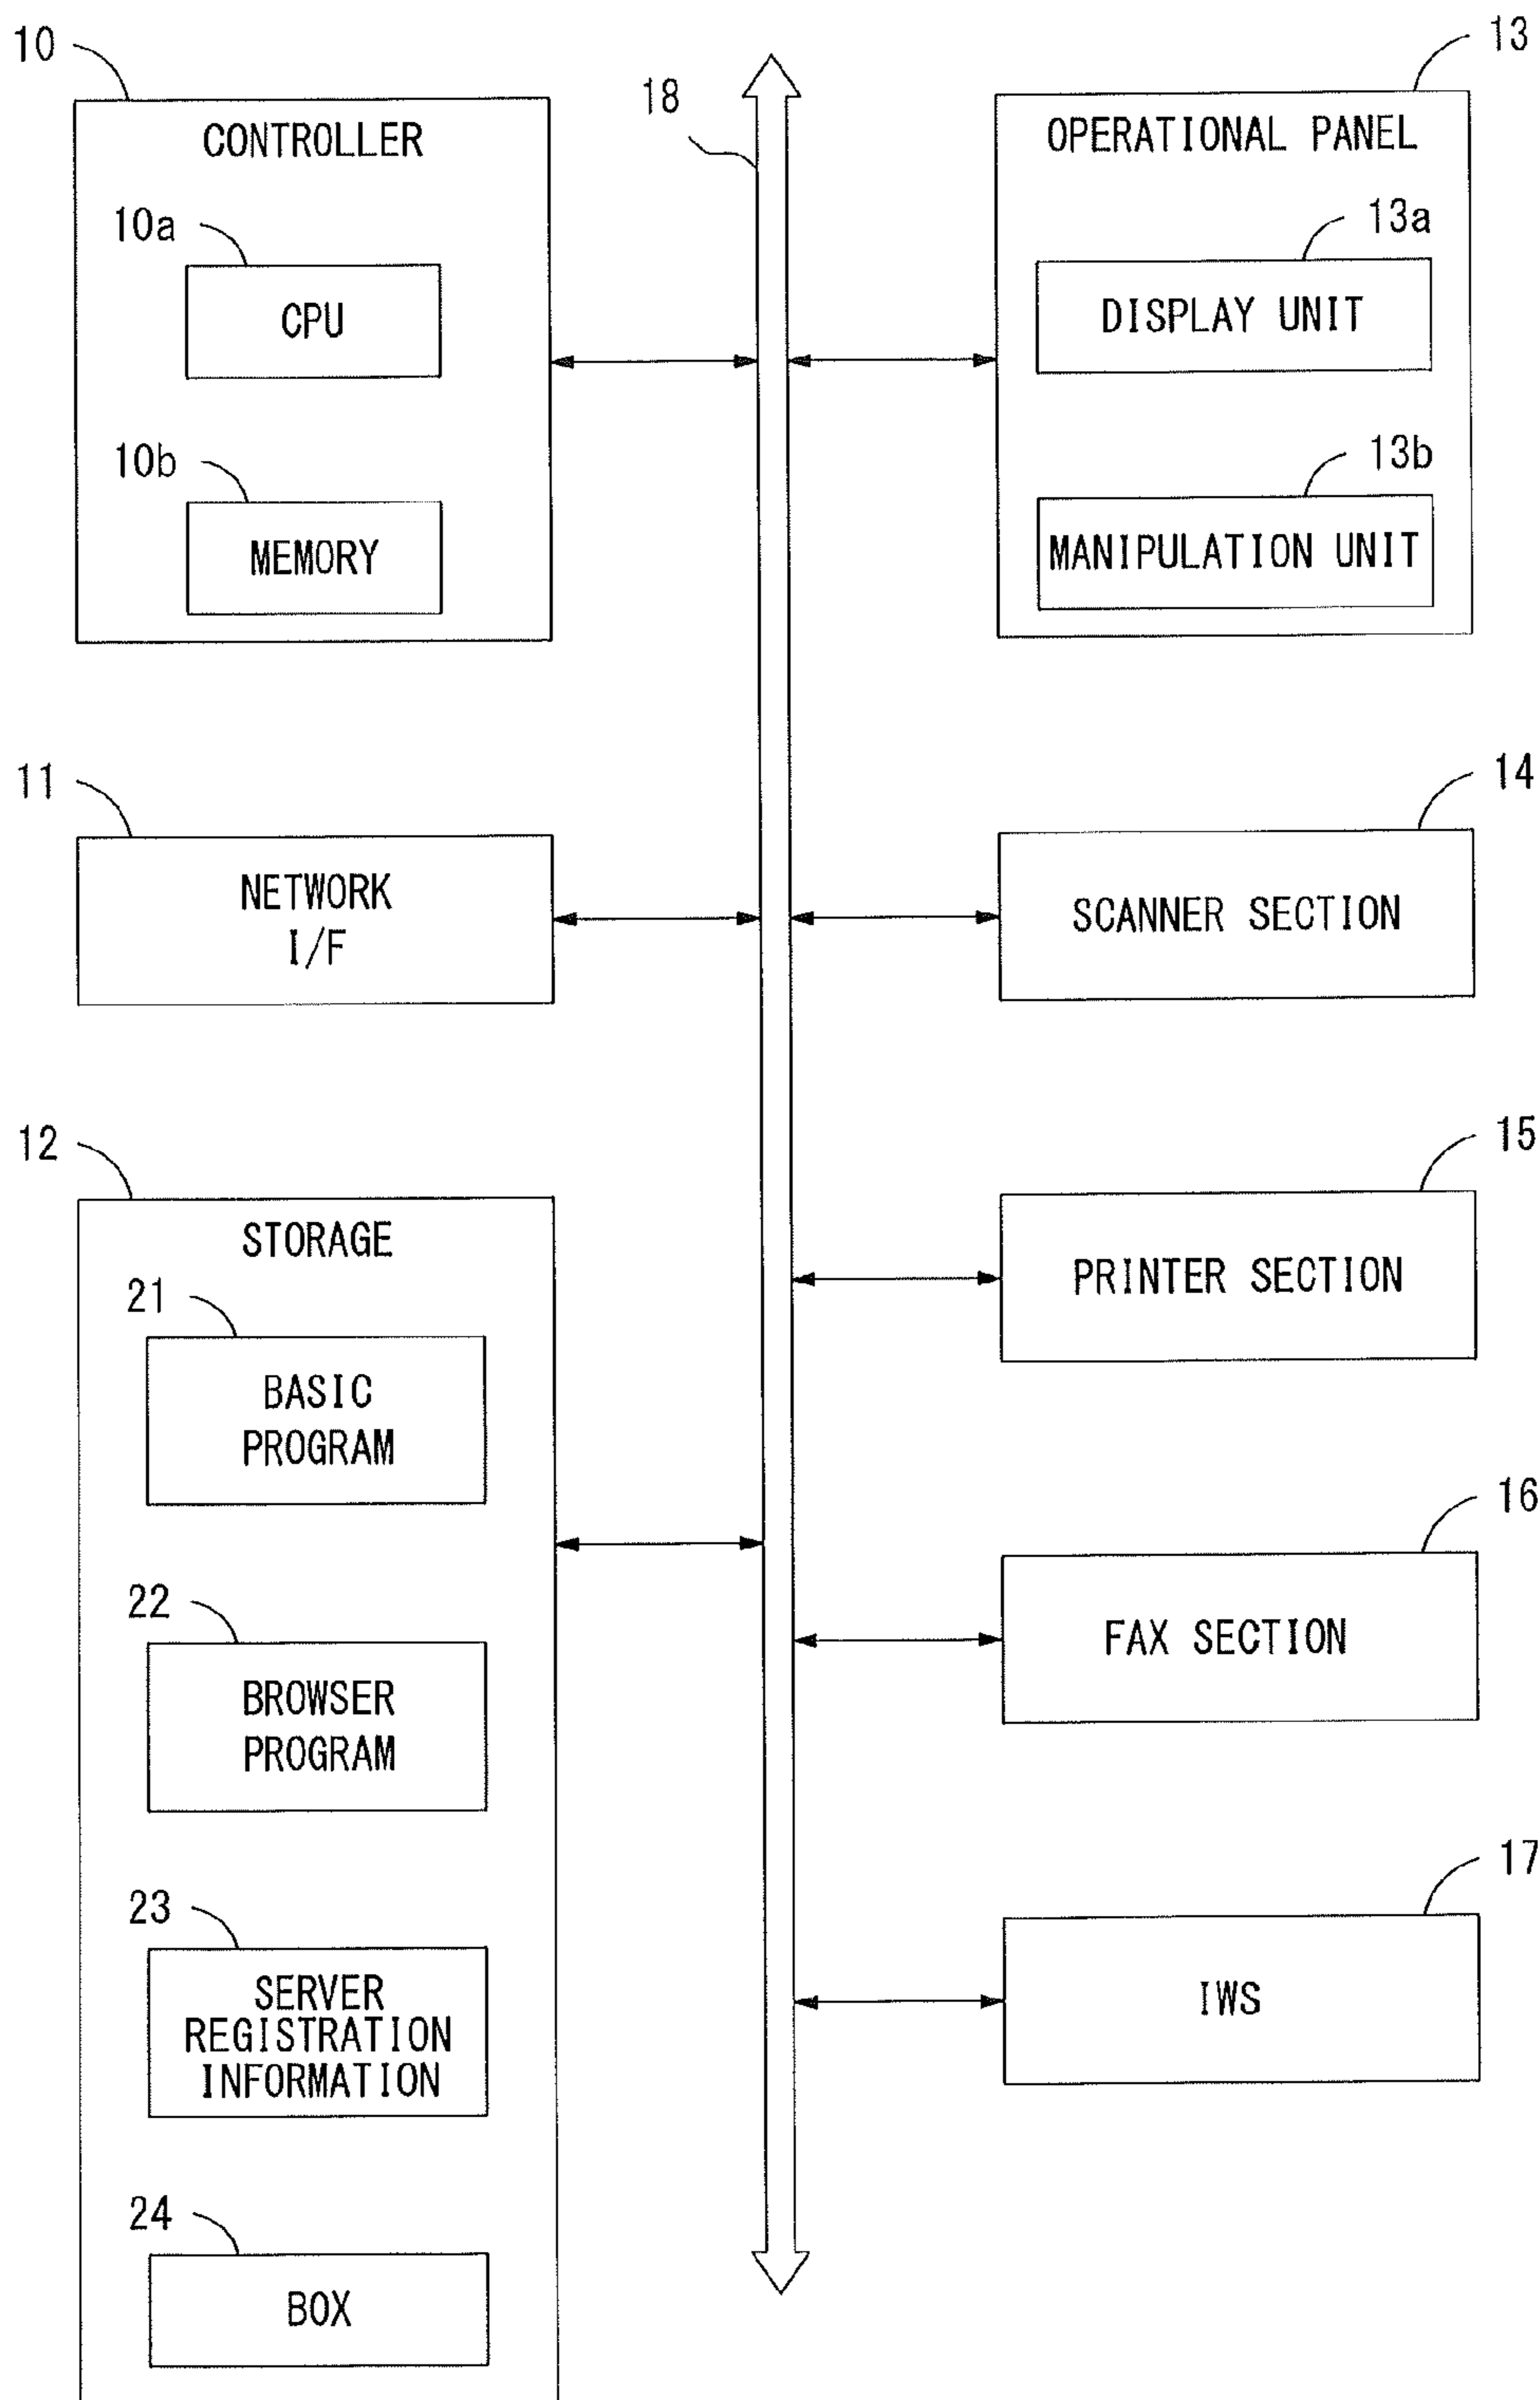 10
CONTROLLER
10a
CPU
10b
MEMORY
18
13
OPERATIONAL PANEL
13a
DISPLAY UNIT
13b
MANIPULATION UNIT
11
NETWORK
I/F
14
SCANNER SECTION
12
STORAGE
21
BASIC
PROGRAM
22
BROWSER
PROGRAM
23
SERVER
REGISTRATION
INFORMATION
24
BOX
15
PRINTER SECTION
16
FAX SECTION
17
IWS